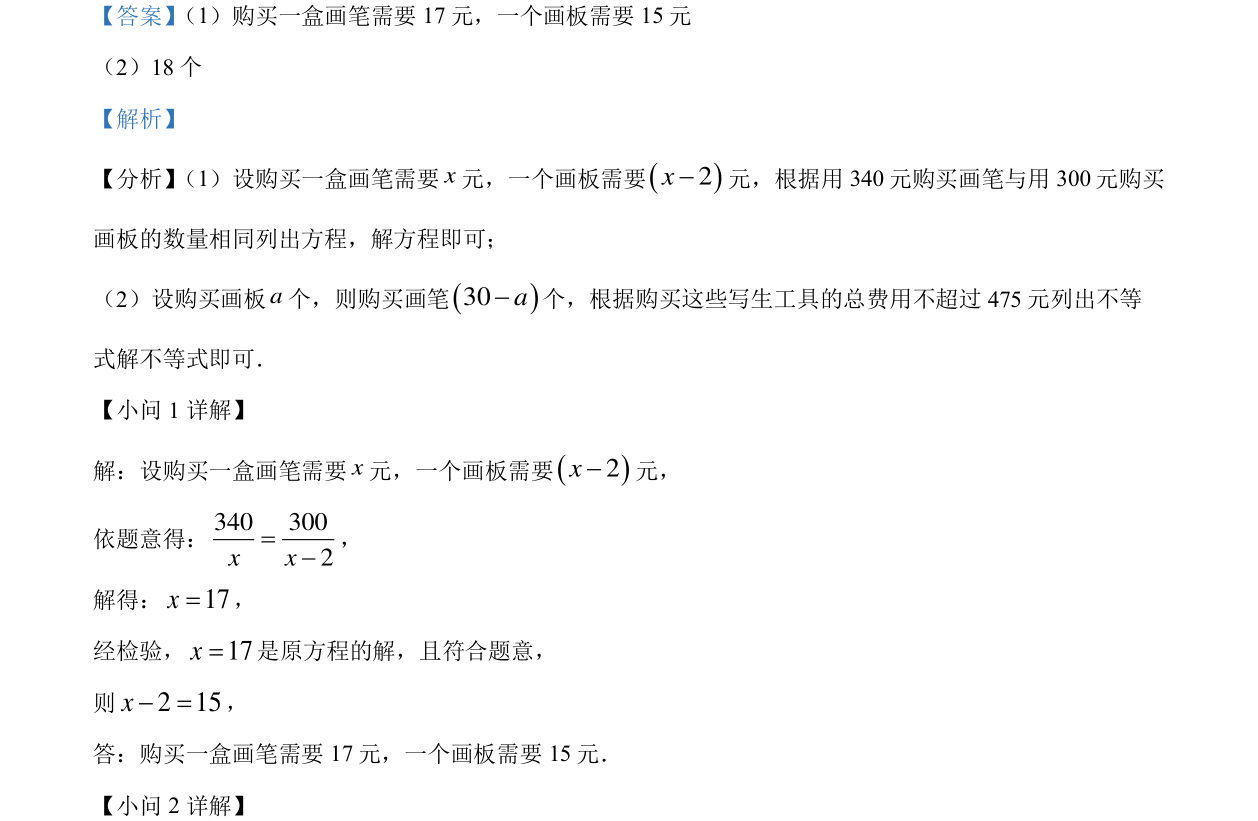 【答案】（1）购买一盒画笔需要 17 元，一个画板需要 15 元
（2）18 个
【解析】
【分析】（1）设购买一盒画笔需要 x 元，一个画板需要(x－2)元，根据用 340 元购买画笔与用 300 元购买
画板的数量相同列出方程，解方程即可；
（2）设购买画板 a 个，则购买画笔(30－a)个，根据购买这些写生工具的总费用不超过 475 元列出不等
式解不等式即可．
【小问 1 详解】
解：设购买一盒画笔需要 x 元，一个画板需要(x－2)元，
依题意得：340/x = 300/(x－2)，
解得：x =17，
经检验，x =17 是原方程的解，且符合题意，
则 x－2 =15，
答：购买一盒画笔需要 17 元，一个画板需要 15 元．
【小问 2 详解】